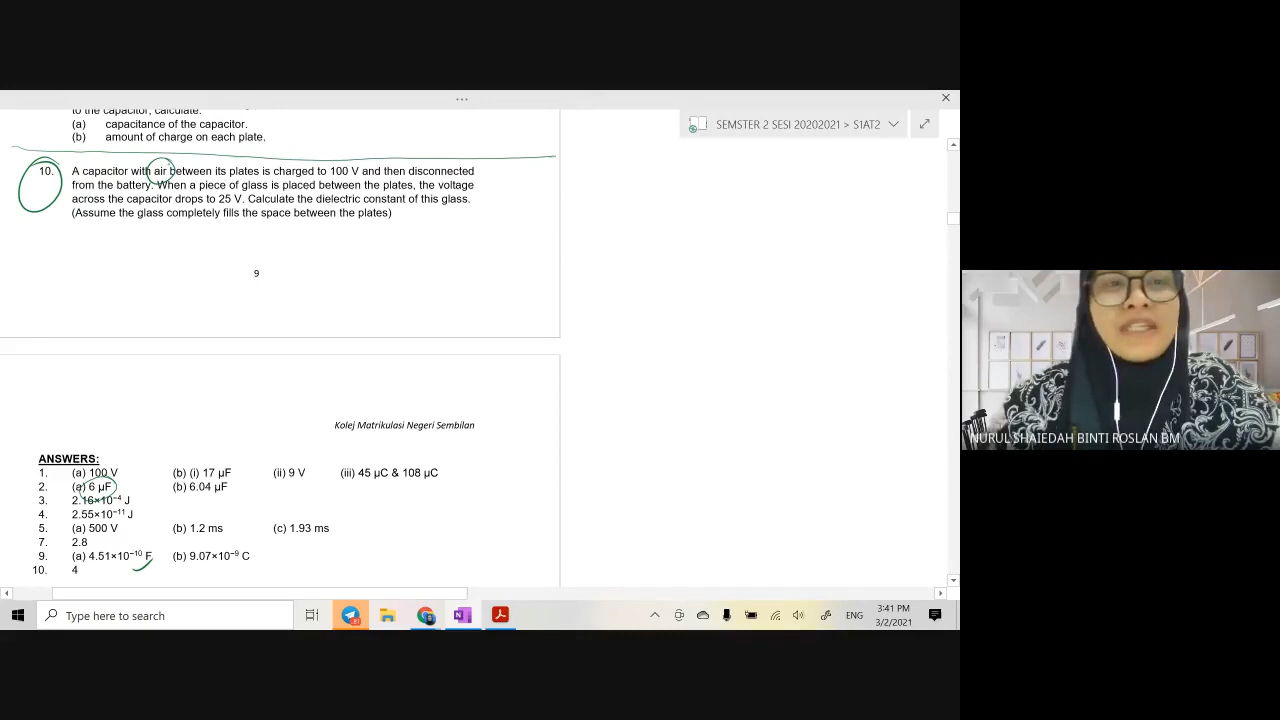 SEMSTER 2 SESI 20202021 > S1AT2
to the capacitor, calculate.
(a) capacitance of the capacitor.
(b) amount of charge on each plate.
10. A capacitor with air between its plates is charged to 100 V and then disconnected
from the battery. When a piece of glass is placed between the plates, the voltage
across the capacitor drops to 25 V. Calculate the dielectric constant of this glass.
(Assume the glass completely fills the space between the plates)
9
Kolej Matrikulasi Negeri Sembilan
ANSWERS:
1. (a) 100 V (b) (i) 17 µF (ii) 9 V (iii) 45 µC & 108 µC
2. (a) 6 µF (b) 6.04 µF
3. 2.16×10⁻⁴ J
4. 2.55×10⁻¹¹ J
5. (a) 500 V (b) 1.2 ms (c) 1.93 ms
7. 2.8
9. (a) 4.51×10⁻¹⁰ F (b) 9.07×10⁻⁹ C
10. 4
NURUL SHAIEDAH BINTI ROSLAN BM
Type here to search
ENG
3:41 PM
3/2/2021